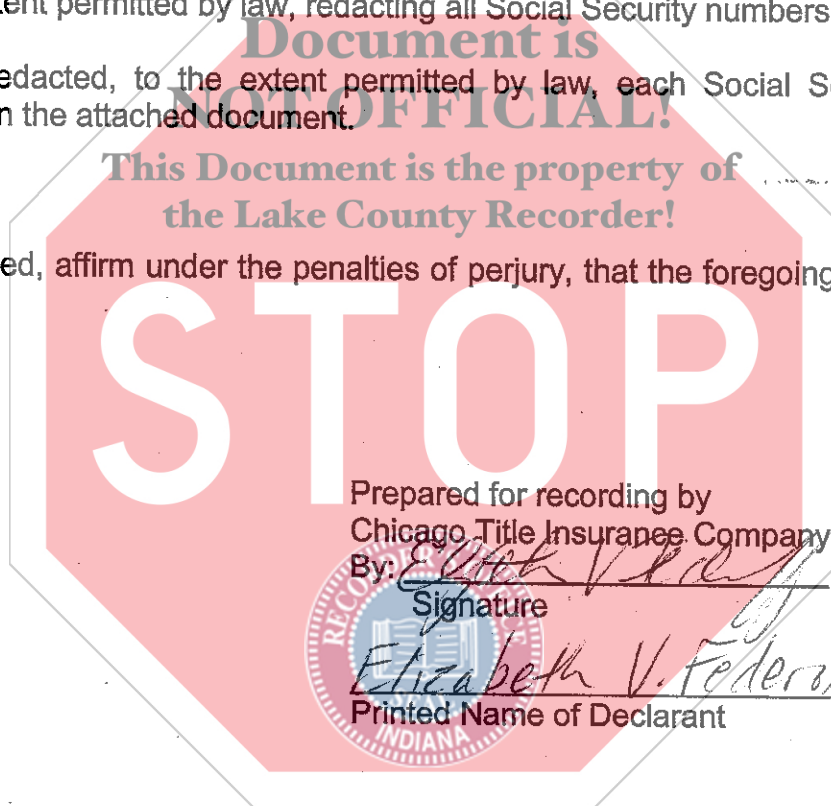 ent permitted by law, redacting all Social Security numbers
Document is
edacted, to the extent permitted by law, each Social S
NOT OFFICIAL!
n the attached document.
This Document is the property of
the Lake County Recorder!
ed, affirm under the penalties of perjury, that the foregoing
STOP
Prepared for recording by
Chicago Title Insurance Company
By:
Signature
Elizabeth V. Federo
Printed Name of Declarant
RECORDER'S OFFICE
INDIANA